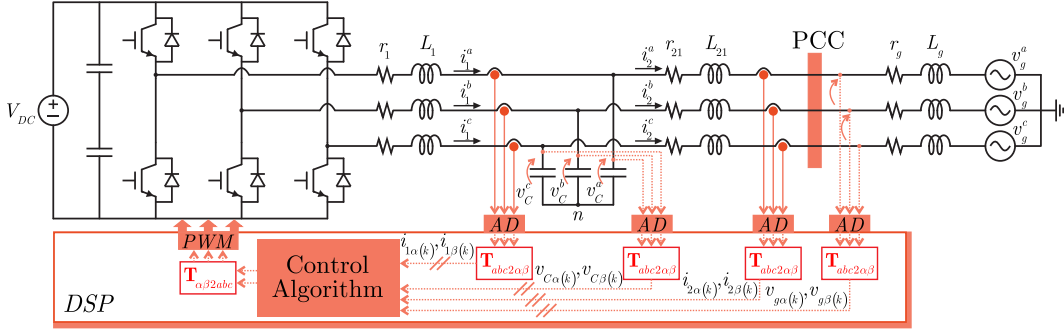 PCC
r_1 L_1 i_1^a i_2^a r_21 L_21 r_g L_g v_g^a
i_1^b i_2^b v_g^b
V_DC
i_1^c i_2^c v_g^c
v_C^c v_C^b v_C^a
n
AD AD AD AD
PWM
i_1α(k), i_1β(k)
T_abc2αβ T_abc2αβ T_abc2αβ T_abc2αβ
T_αβ2abc
Control
Algorithm
v_Cα(k), v_Cβ(k)
i_2α(k), i_2β(k)
v_gα(k), v_gβ(k)
DSP